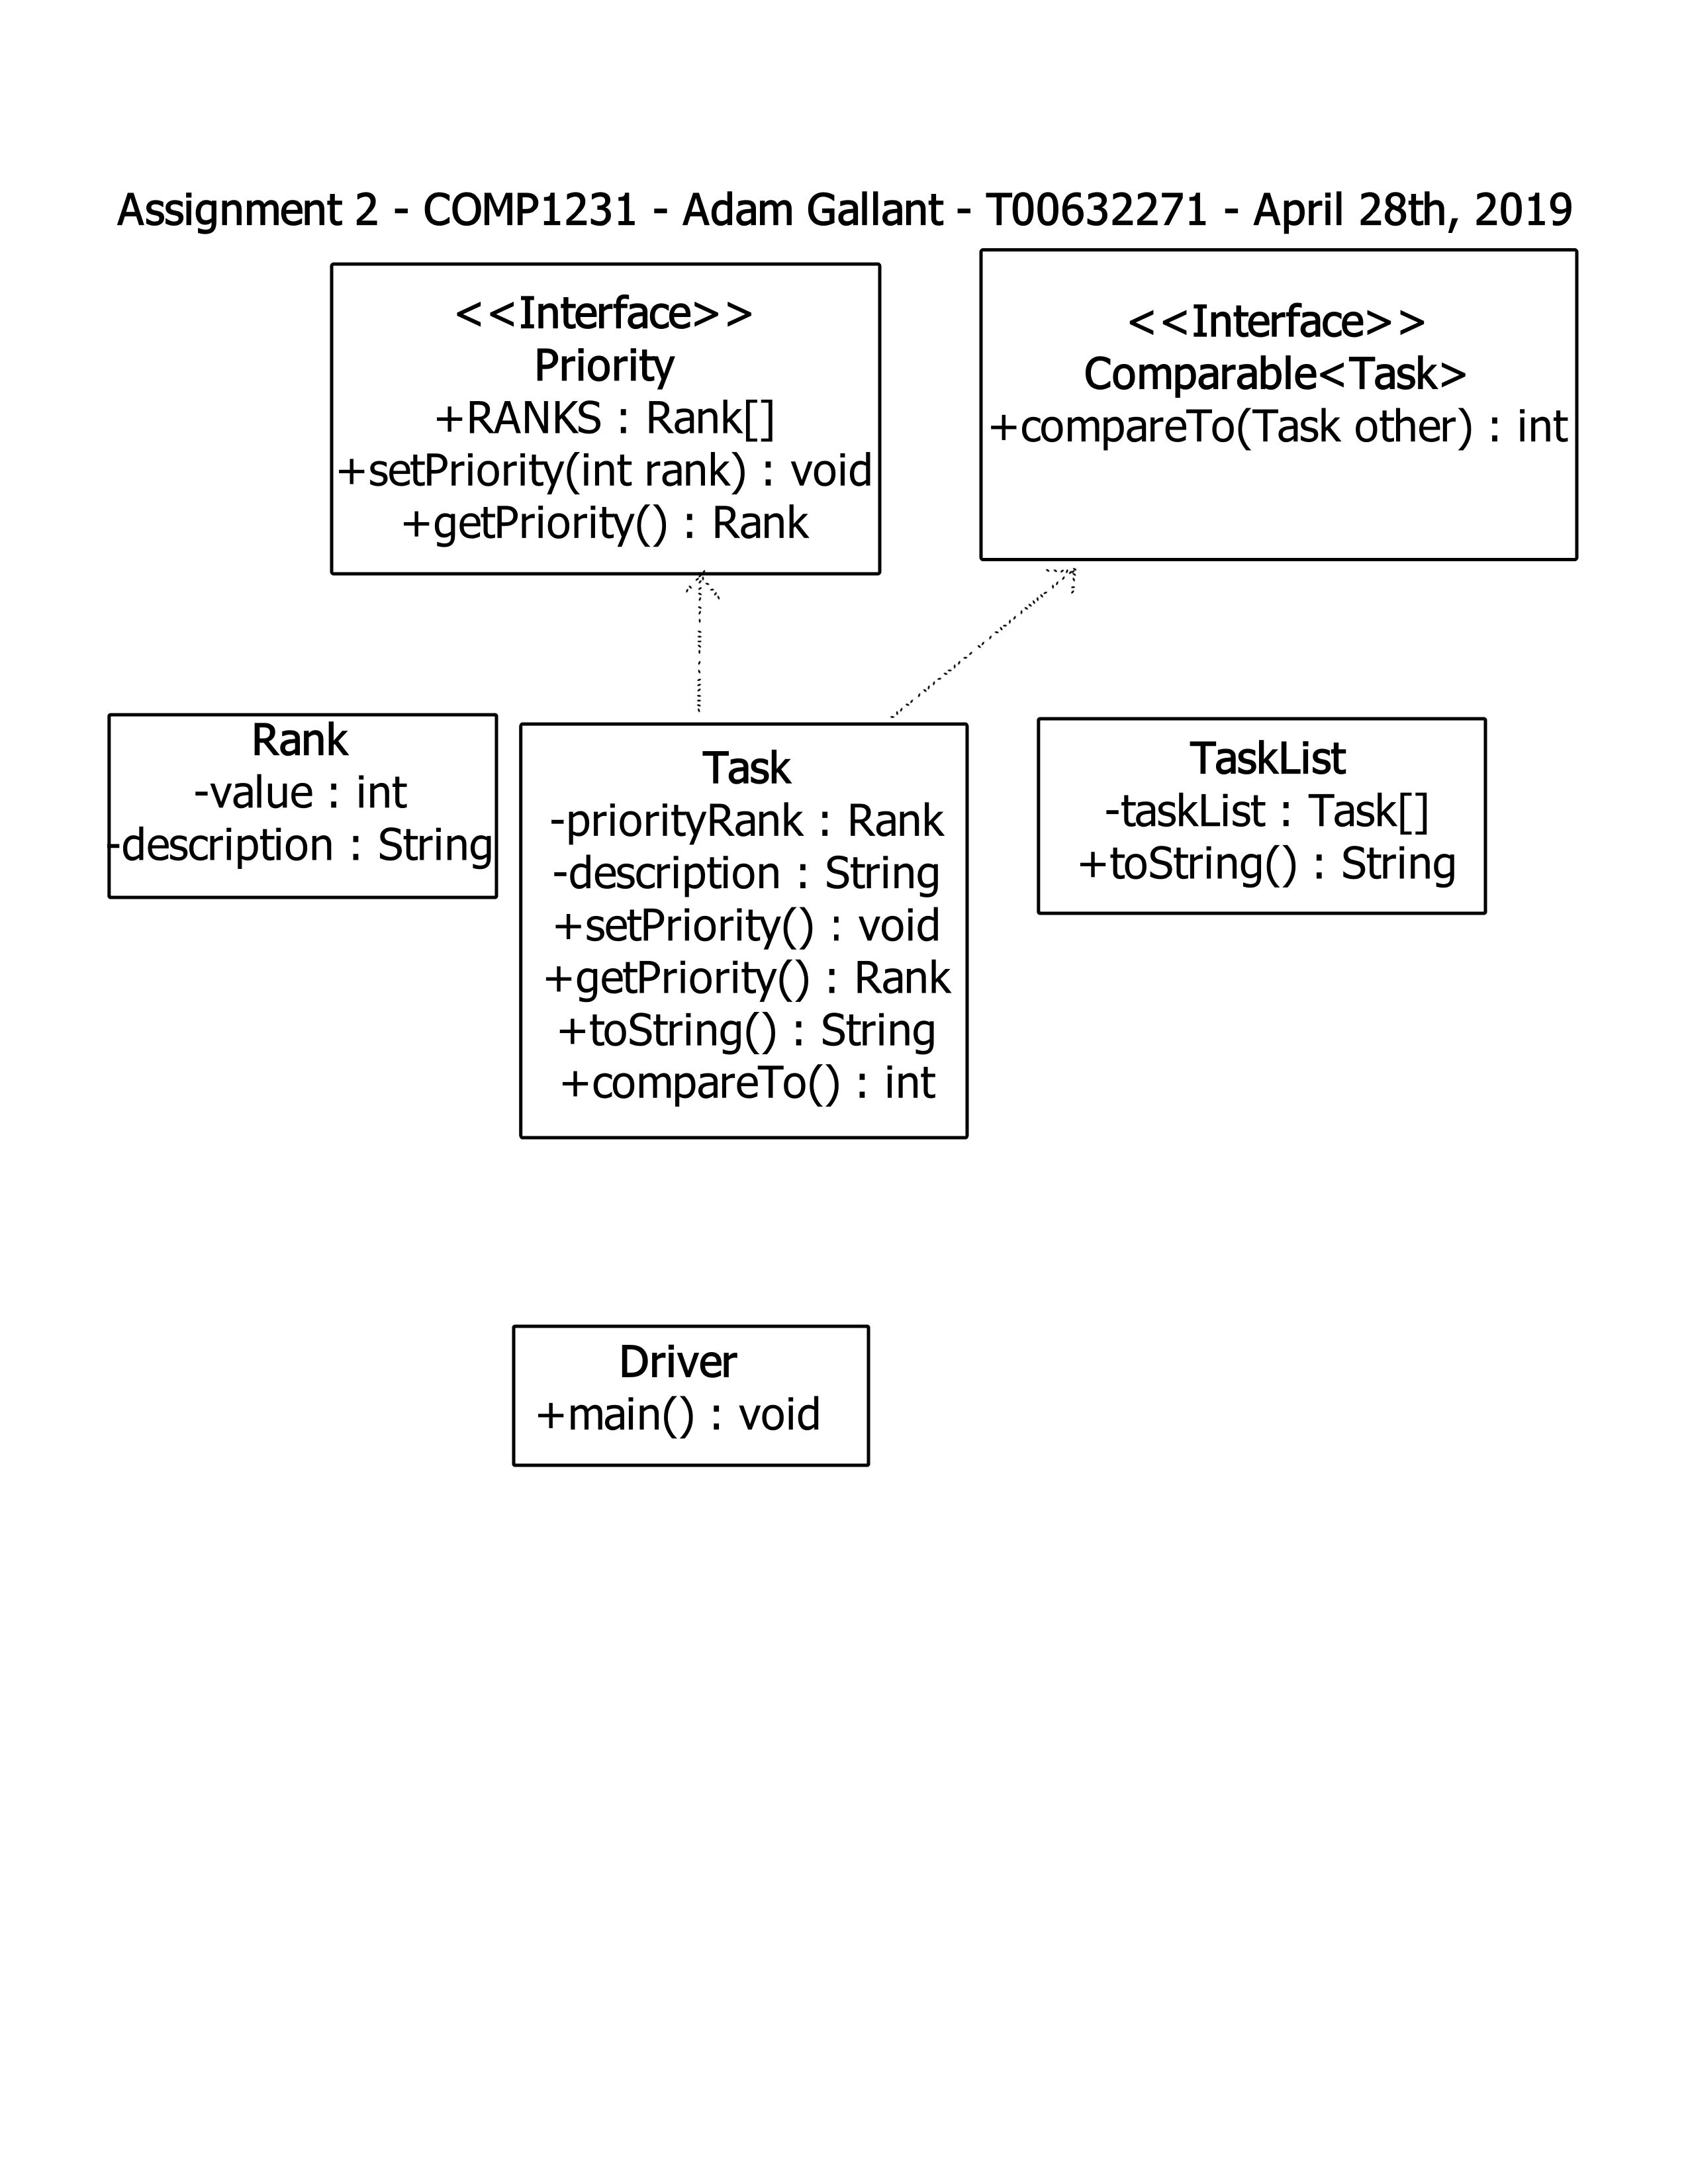 Assignment 2 - COMP1231 - Adam Gallant - T00632271 - April 28th, 2019
<<Interface>>
Priority
+RANKS : Rank[]
+setPriority(int rank) : void
+getPriority() : Rank
<<Interface>>
Comparable<Task>
+compareTo(Task other) : int
Rank
-value : int
-description : String
Task
-priorityRank : Rank
-description : String
+setPriority() : void
+getPriority() : Rank
+toString() : String
+compareTo() : int
TaskList
-taskList : Task[]
+toString() : String
Driver
+main() : void